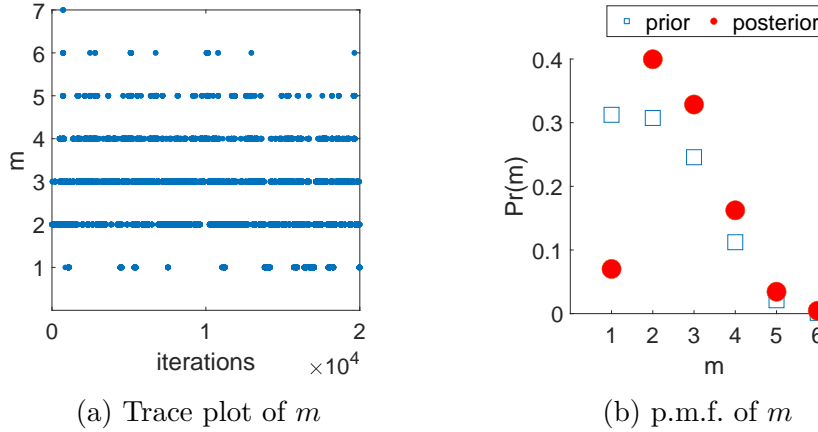 7
6
5
4
3
2
1
m
0 1 2
iterations ×10^4
(a) Trace plot of m
prior posterior
0.4
0.3
0.2
0.1
0
Pr(m)
1 2 3 4 5 6
m
(b) p.m.f. of m